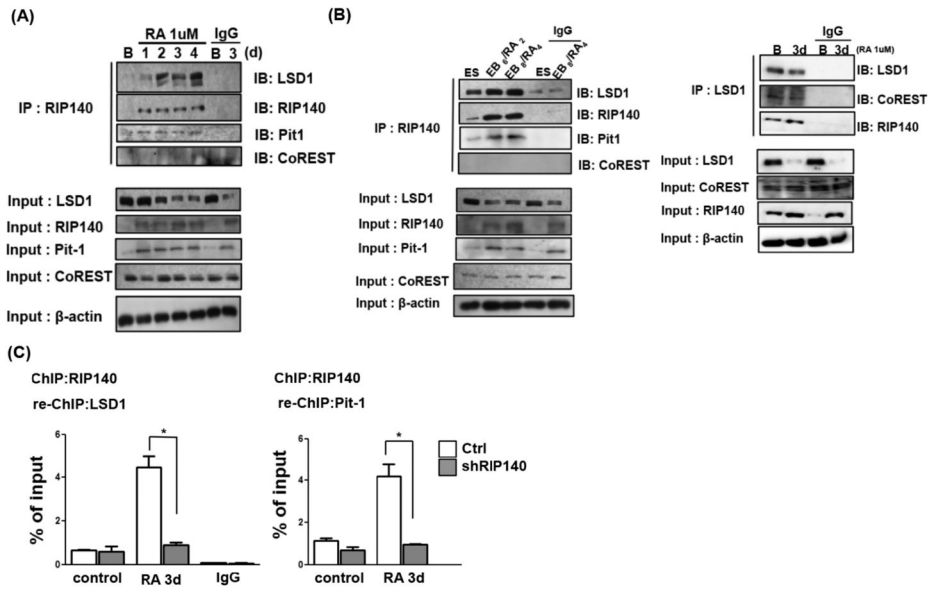 (A)
RA 1uM IgG
B 1 2 3 4 B 3 (d)
IP : RIP140
IB: LSD1
IB: RIP140
IB: Pit1
IB: CoREST
Input : LSD1
Input : RIP140
Input : Pit-1
Input : CoREST
Input : β-actin
(B)
IgG
ES EB6/RA2 EB6/RA4 ES EB6/RA4
IP : RIP140
IB: LSD1
IB: RIP140
IB: Pit1
IB: CoREST
Input : LSD1
Input : RIP140
Input : Pit-1
Input : CoREST
Input : β-actin
IgG
B 3d B 3d (RA 1uM)
IP : LSD1
IB: LSD1
IB: CoREST
IB: RIP140
Input : LSD1
Input: CoREST
Input : RIP140
Input : β-actin
(C)
ChIP:RIP140
re-ChIP:LSD1
% of input
6
4
2
0
*
control RA 3d IgG
ChIP:RIP140
re-ChIP:Pit-1
% of input
6
4
2
0
*
control RA 3d
Ctrl
shRIP140